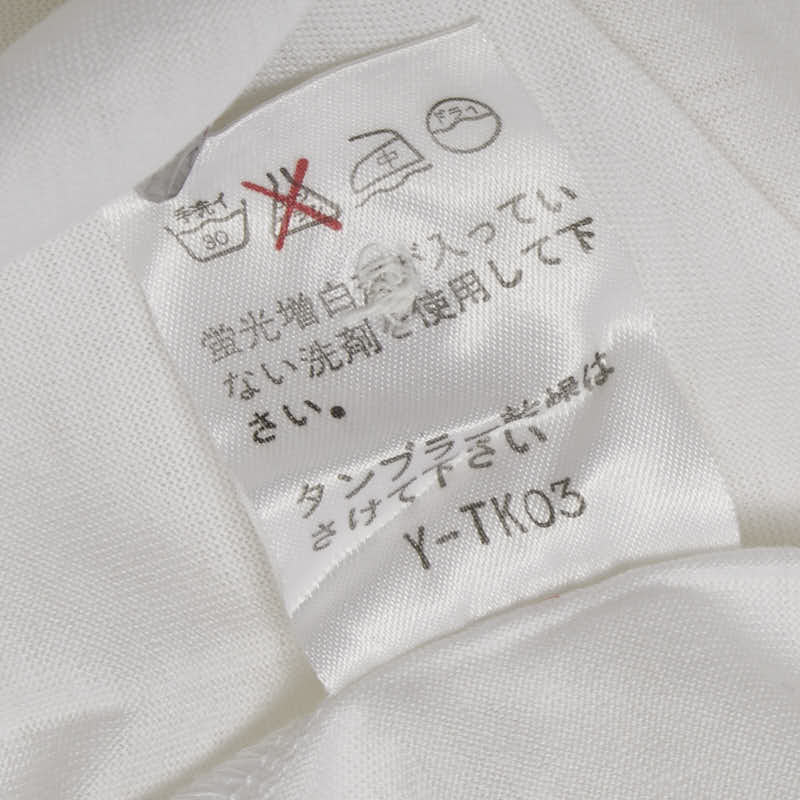 手洗イ
30
中
ドライ
蛍光増白剤が入ってい
ない洗剤を使用して下
さい。
タンブラー乾燥は
さけて下さい
Y-TK03